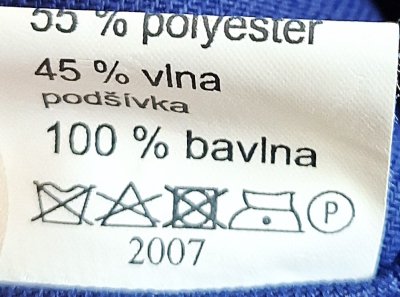 55 % polyester
45 % vlna
podšívka
100 % bavlna
P
2007